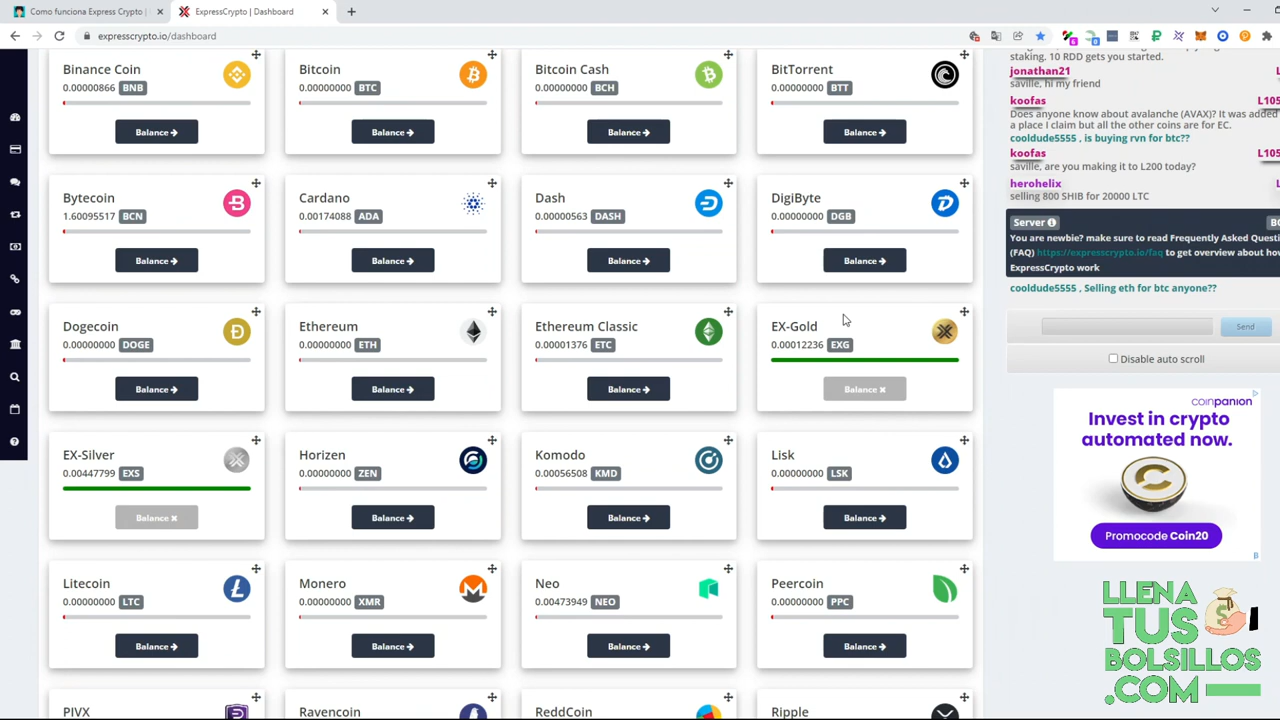 Como funciona Express Crypto |
ExpressCrypto | Dashboard
expresscrypto.io/dashboard
Binance Coin
0.00000866 BNB
Balance
Bitcoin
BTC
Balance
Bitcoin Cash
0.00000000 BCH
Balance
BitTorrent
0.00000000 BTT
Balance
Bytecoin
1.60095517 BCN
Balance
Cardano
0.00174088 ADA
Balance
Dash
0.00000563 DASH
Balance
DigiByte
0.00000000 DGB
Balance
Dogecoin
0.00000000 DOGE
Balance
Ethereum
0.00000000 ETH
Balance
Ethereum Classic
0.00001376 ETC
Balance
EX-Gold
0.00012236 EXG
Balance
EX-Silver
0.00447799 EXS
Balance
Horizen
0.00000000 ZEN
Balance
Komodo
0.00056508 KMD
Balance
Lisk
0.00000000 LSK
Balance
Litecoin
0.00000000 LTC
Balance
Monero
0.00000000 XMR
Balance
Neo
0.00473949 NEO
Balance
Peercoin
0.00000000 PPC
Balance
PIVX
Ravencoin
ReddCoin
Ripple
staking. 10 RDD gets you started.
jonathan21
saville, hi my friend
koofas L105
Does anyone know about avalanche (AVAX)? It was added
a place I claim but all the other coins are for EC.
cooldude5555 , is buying rvn for btc??
koofas L105
saville, are you making it to L200 today?
herohelix
selling 800 SHIB for 20000 LTC
Server
You are newbie? make sure to read Frequently Asked Questi
(FAQ) https://expresscrypto.io/faq to get overview about how
ExpressCrypto work
cooldude5555 , Selling eth for btc anyone??
Send
Disable auto scroll
coinpanion
Invest in crypto
automated now.
Promocode Coin20
LLENA
TUS
BOLSILLOS
.COM